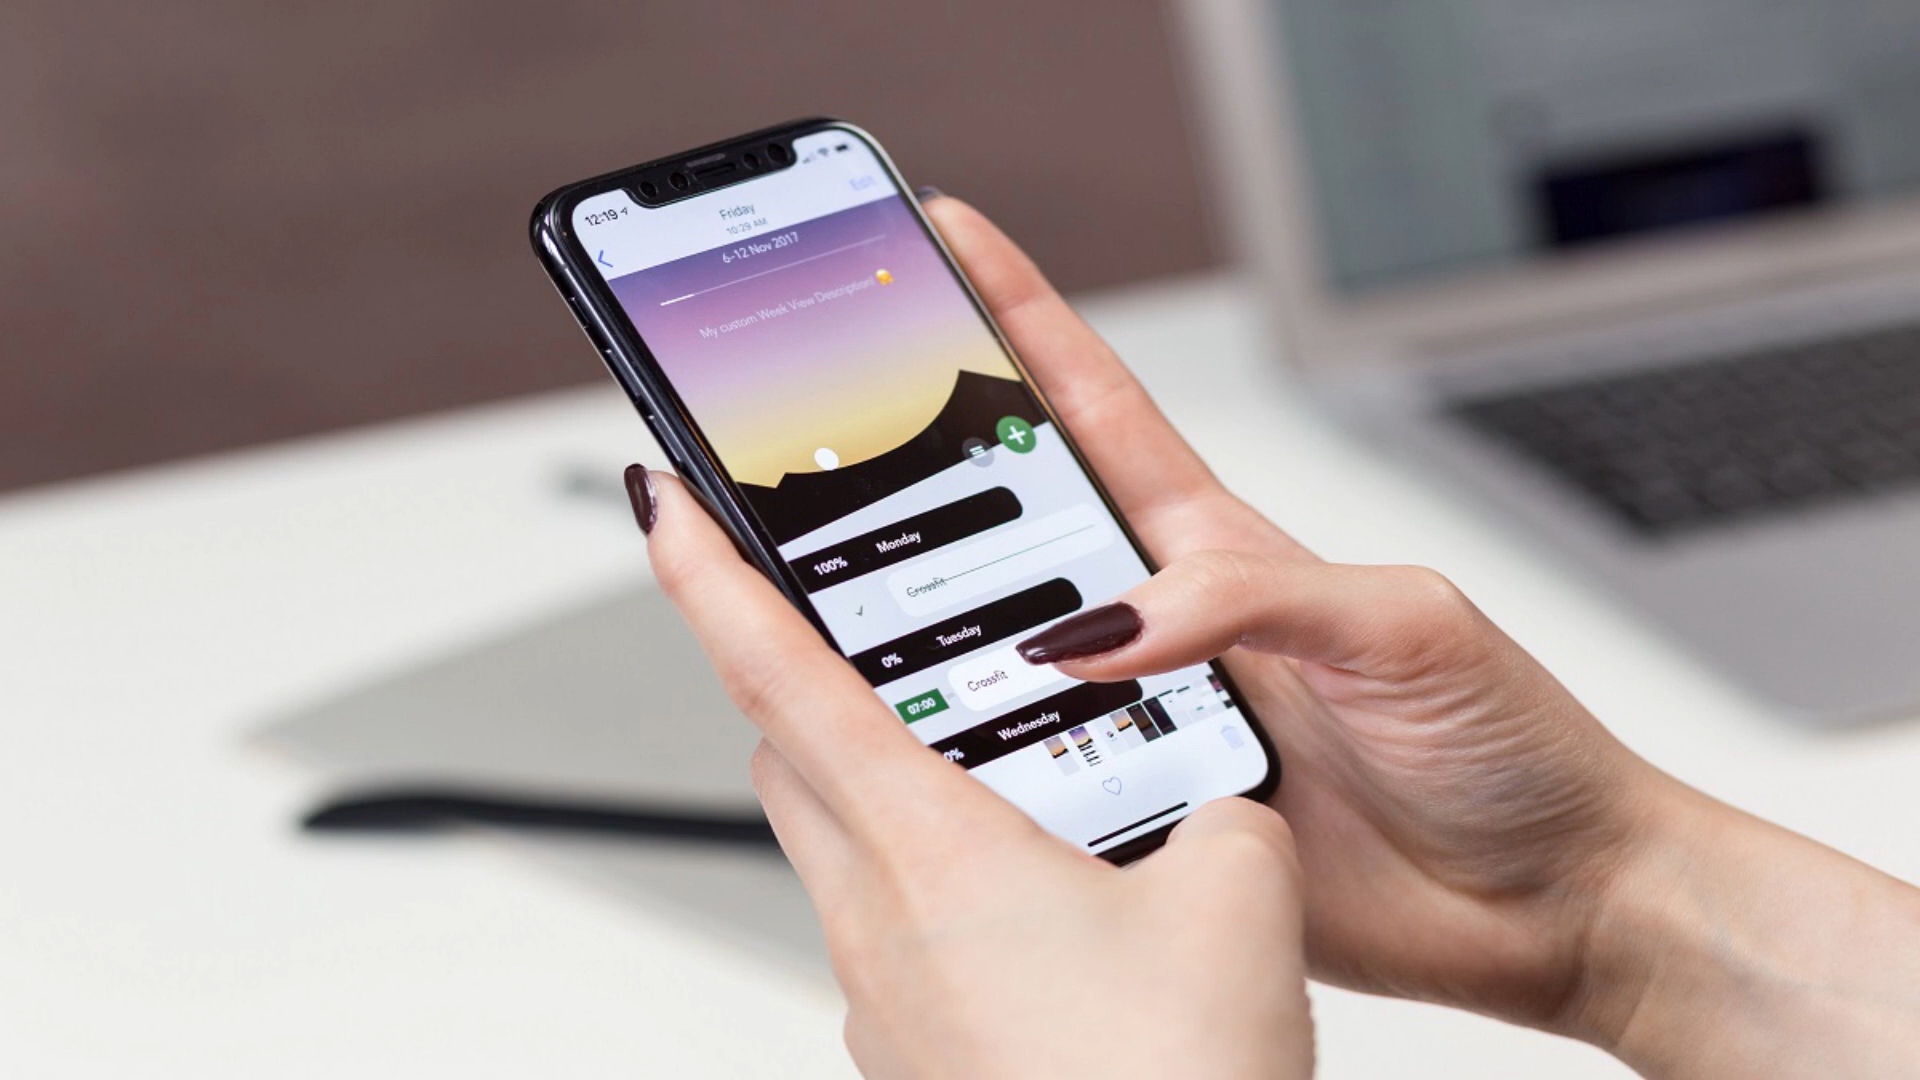 12:19
Edit
Friday
10:29 AM
6-12 Nov 2017
My custom Week View Description!
100% Monday
Crossfit
0% Tuesday
07:00 Crossfit
0% Wednesday